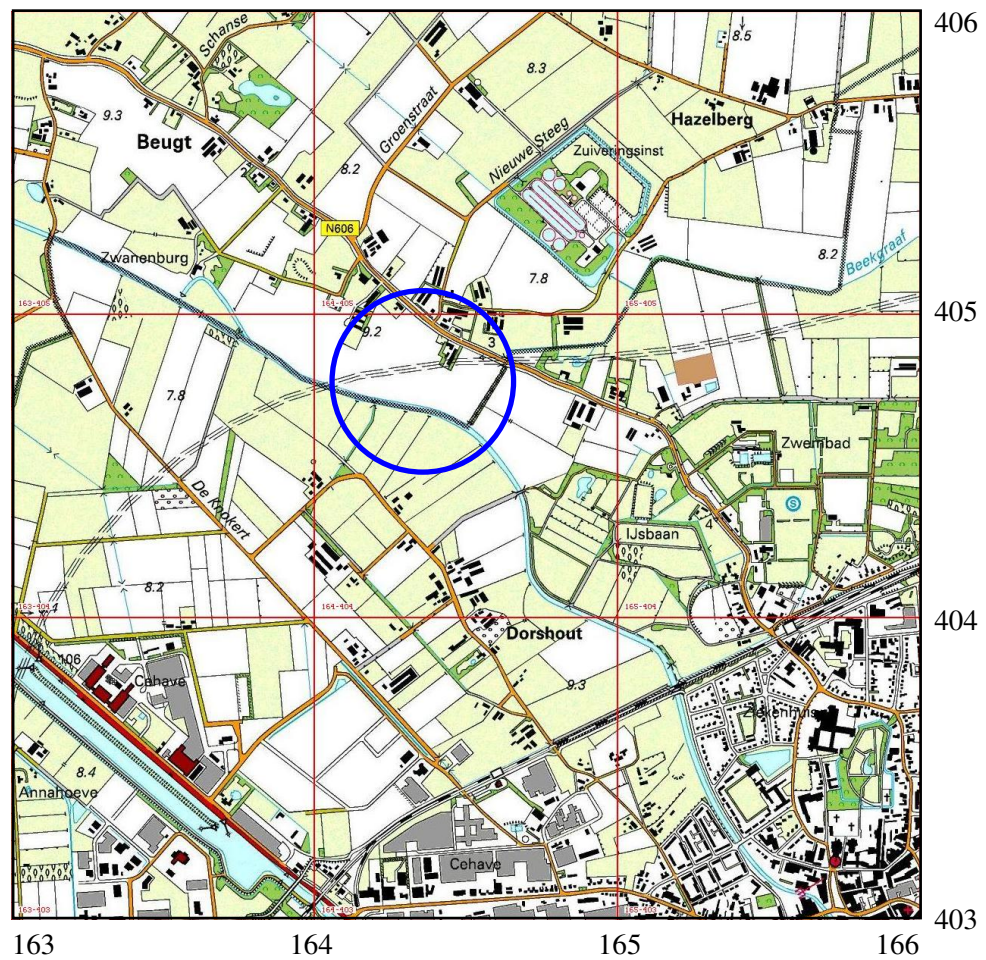 406
Schanse
8.5
8.3
9.3
Groenstraat
Hazelberg
Beugt
Nieuwe Steeg
Zuiveringsinst
8.2
2
N606
Zwanenburg
8.2
Beekgraaf
7.8
163-405
164-405
165-405
405
9.2
3
7.8
Zwembad
S
De Knokert
IJsbaan
4
8.2
163-404
164-404
165-404
404
Dorshout
106
Cehave
9.3
Ziekenhuis
8.4
Annahoeve
Cehave
163-403
164-403
165-403
403
163
164
165
166